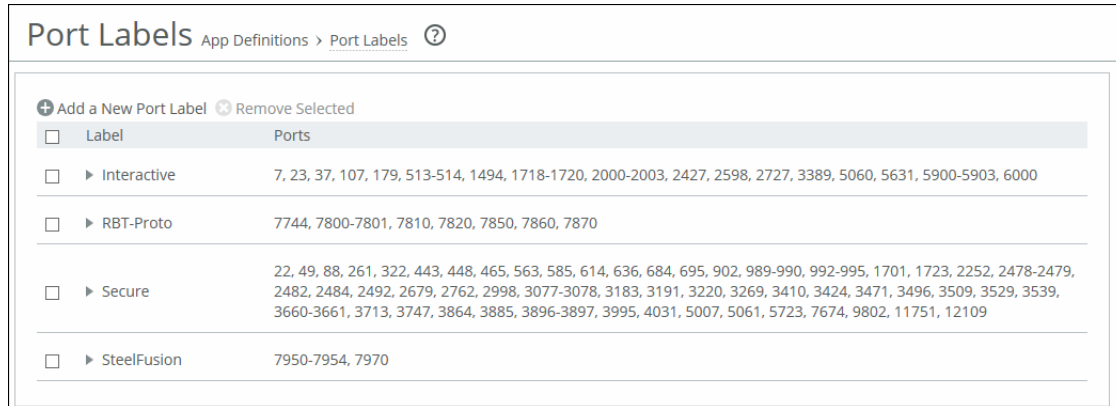 Port Labels App Definitions › Port Labels ?
Add a New Port Label Remove Selected
Label Ports
Interactive 7, 23, 37, 107, 179, 513-514, 1494, 1718-1720, 2000-2003, 2427, 2598, 2727, 3389, 5060, 5631, 5900-5903, 6000
RBT-Proto 7744, 7800-7801, 7810, 7820, 7850, 7860, 7870
22, 49, 88, 261, 322, 443, 448, 465, 563, 585, 614, 636, 684, 695, 902, 989-990, 992-995, 1701, 1723, 2252, 2478-2479,
Secure 2482, 2484, 2492, 2679, 2762, 2998, 3077-3078, 3183, 3191, 3220, 3269, 3410, 3424, 3471, 3496, 3509, 3529, 3539,
3660-3661, 3713, 3747, 3864, 3885, 3896-3897, 3995, 4031, 5007, 5061, 5723, 7674, 9802, 11751, 12109
SteelFusion 7950-7954, 7970